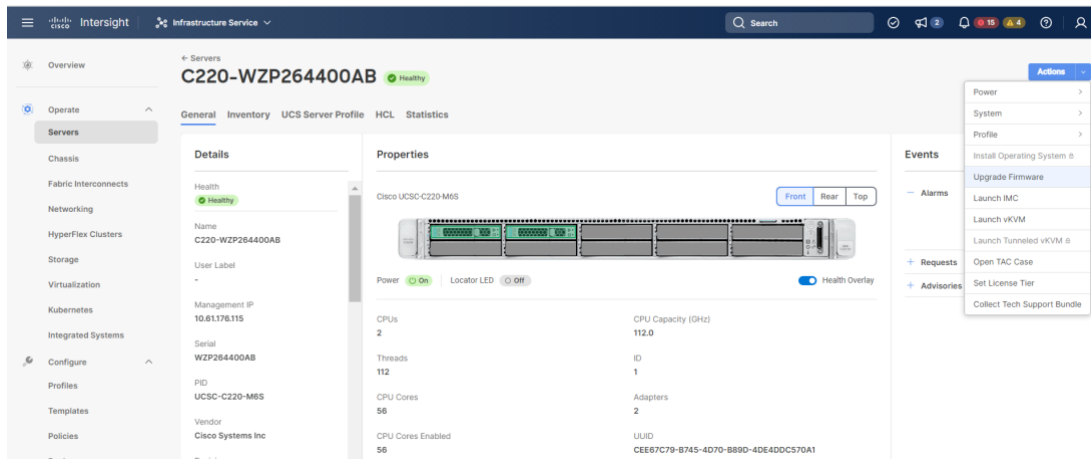 cisco Intersight
Infrastructure Service
Search
2
15
4
Overview
Operate
Servers
Chassis
Fabric Interconnects
Networking
HyperFlex Clusters
Storage
Virtualization
Kubernetes
Integrated Systems
Configure
Profiles
Templates
Policies
← Servers
C220-WZP264400AB Healthy
Actions
General Inventory UCS Server Profile HCL Statistics
Details
Health
Healthy
Name
C220-WZP264400AB
User Label
-
Management IP
10.61.176.115
Serial
WZP264400AB
PID
UCSC-C220-M6S
Vendor
Cisco Systems Inc
Properties
Cisco UCSC-C220-M6S
Front Rear Top
Power On Locator LED Off
Health Overlay
CPUs
2
CPU Capacity (GHz)
112.0
Threads
112
ID
1
CPU Cores
56
Adapters
2
CPU Cores Enabled
56
UUID
CEE67C79-B745-4D70-B89D-4DE4DDC570A1
Events
Alarms
Requests
Advisories
Power
System
Profile
Install Operating System
Upgrade Firmware
Launch IMC
Launch vKVM
Launch Tunneled vKVM
Open TAC Case
Set License Tier
Collect Tech Support Bundle